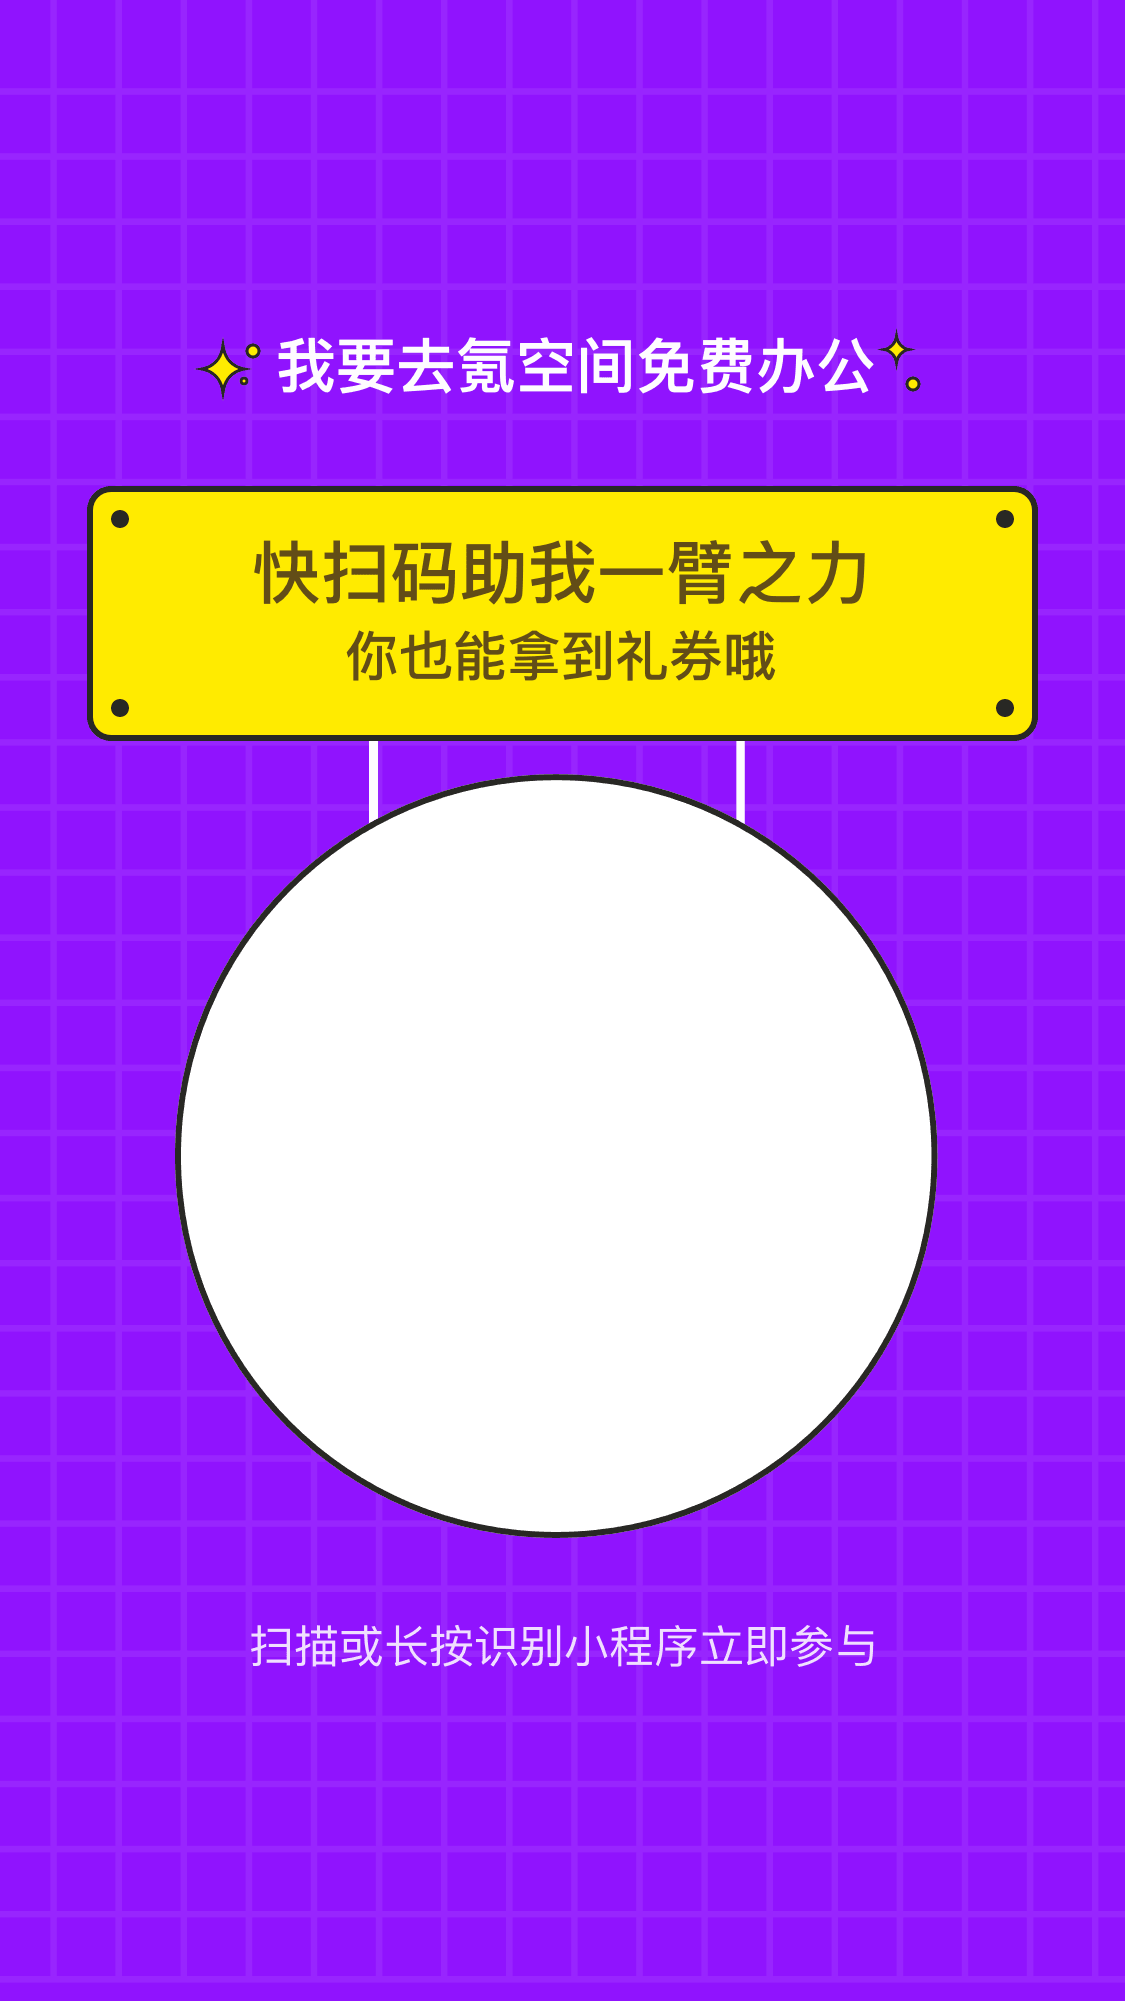 我要去氪空间免费办公
快扫码助我一臂之力
你也能拿到礼券哦
扫描或长按识别小程序立即参与